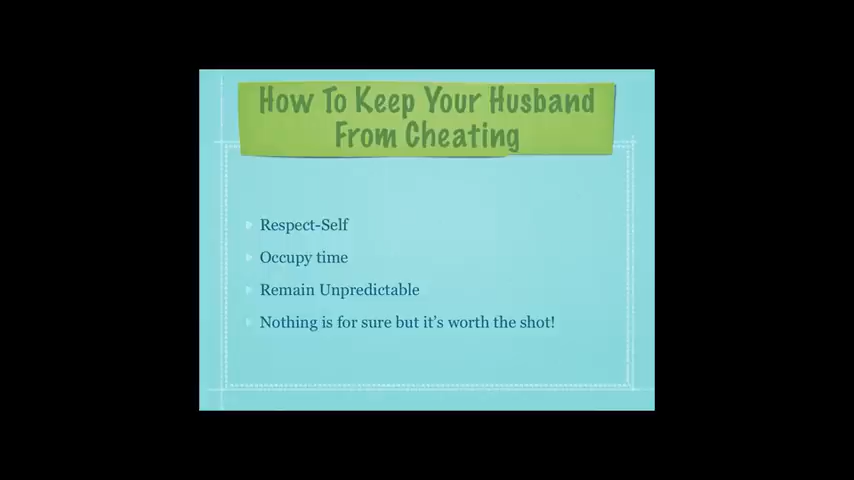 How To Keep Your Husband
From Cheating
Respect-Self
Occupy time
Remain Unpredictable
Nothing is for sure but it's worth the shot!